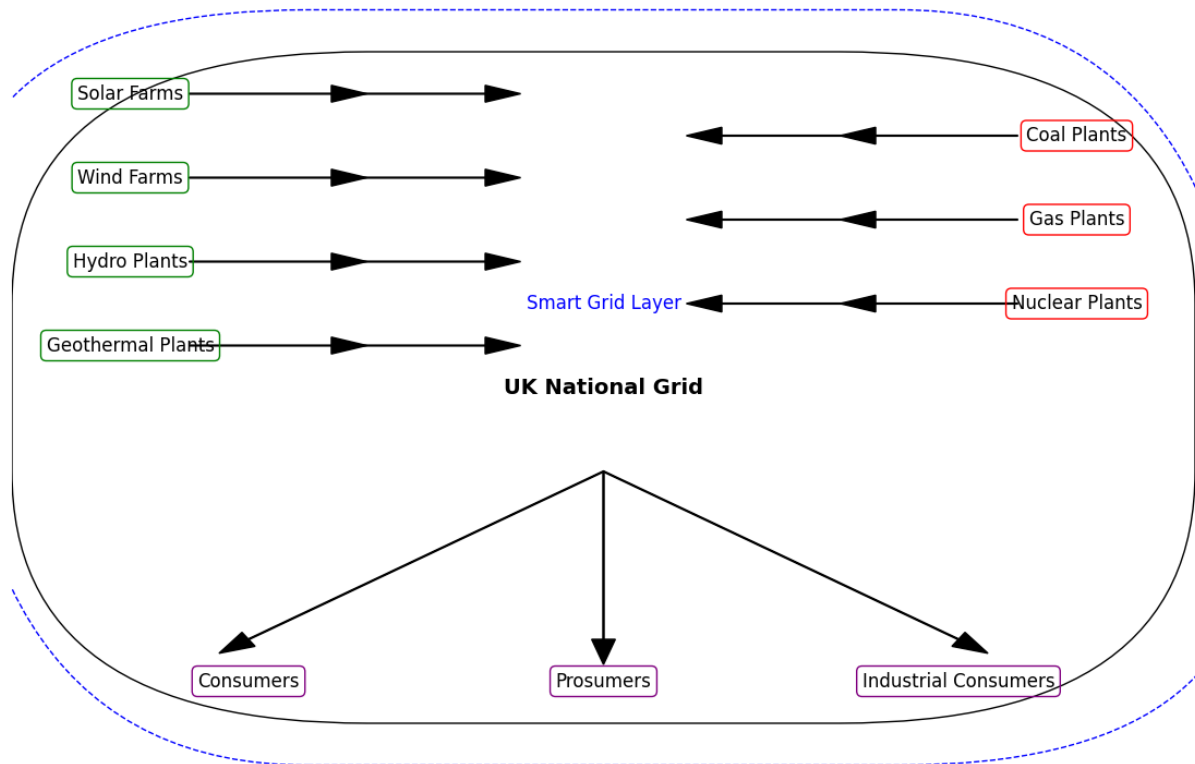 Solar Farms
Coal Plants
Wind Farms
Gas Plants
Hydro Plants
Smart Grid Layer
Nuclear Plants
Geothermal Plants
UK National Grid
Consumers
Prosumers
Industrial Consumers